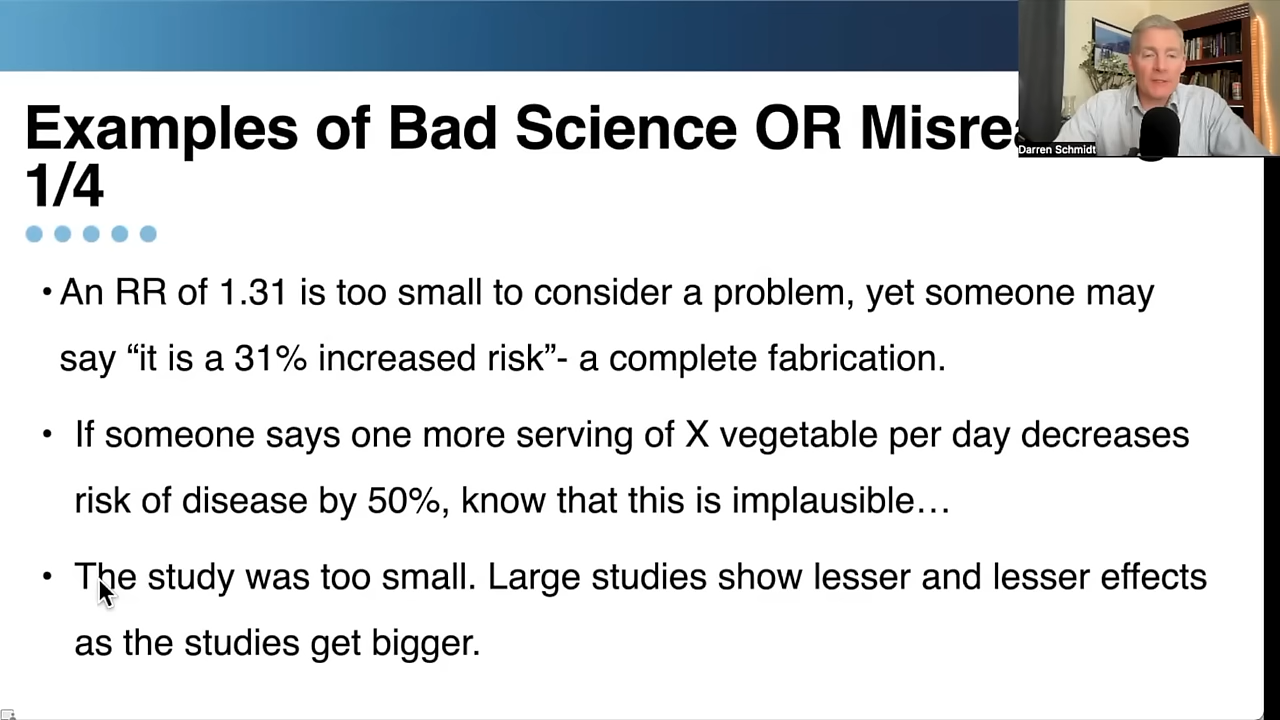 Examples of Bad Science OR
1/4
• An RR of 1.31 is too small to consider a problem, yet someone may
say “it is a 31% increased risk”- a complete fabrication.
• If someone says one more serving of X vegetable per day decreases
risk of disease by 50%, know that this is implausible…
• The study was too small. Large studies show lesser and lesser effects
as the studies get bigger.
Darren Schmidt